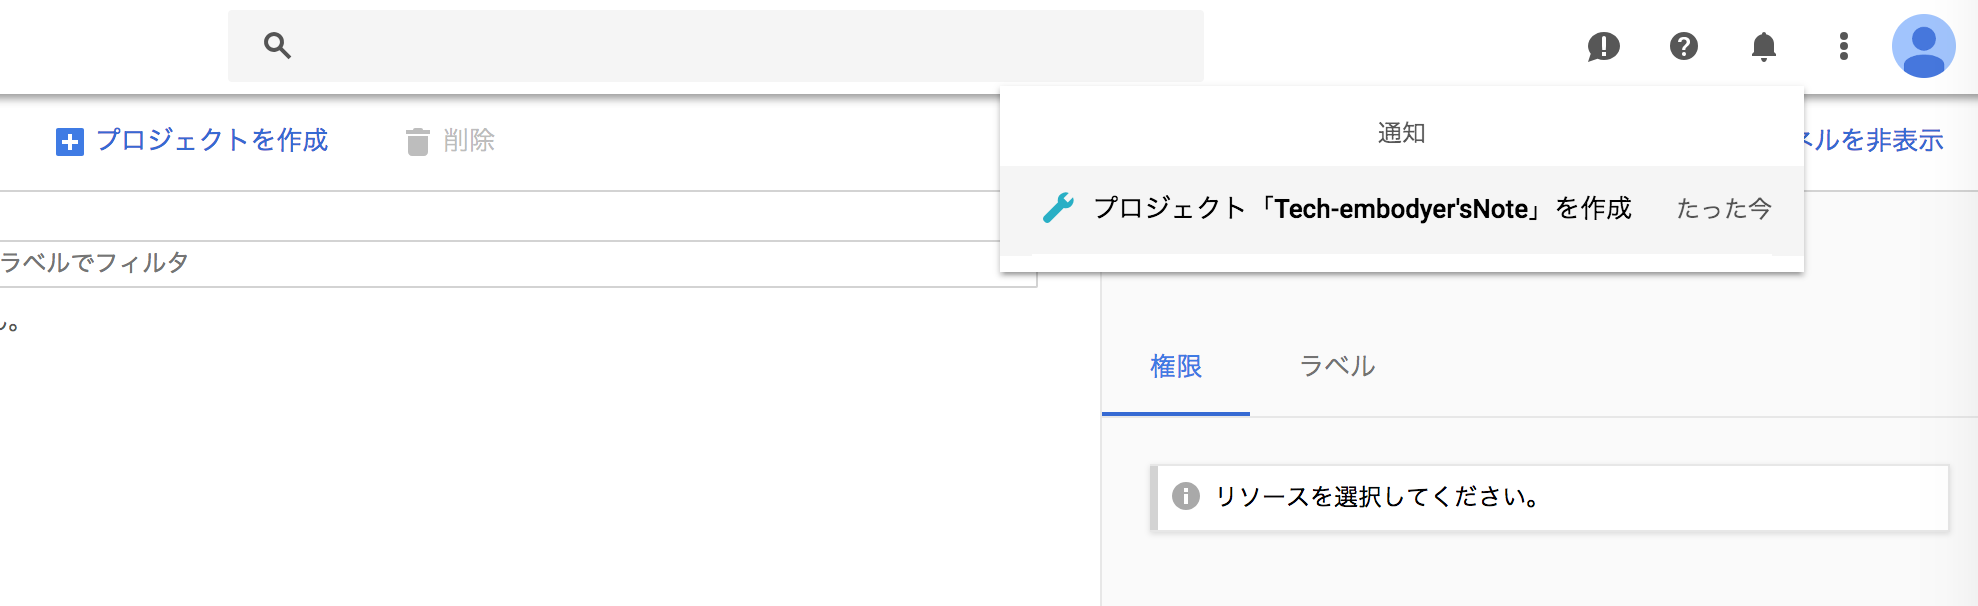 プロジェクトを作成
削除
通知
ネルを非表示
プロジェクト「Tech-embodyer'sNote」を作成
たった今
ラベルでフィルタ
ん。
権限
ラベル
リソースを選択してください。